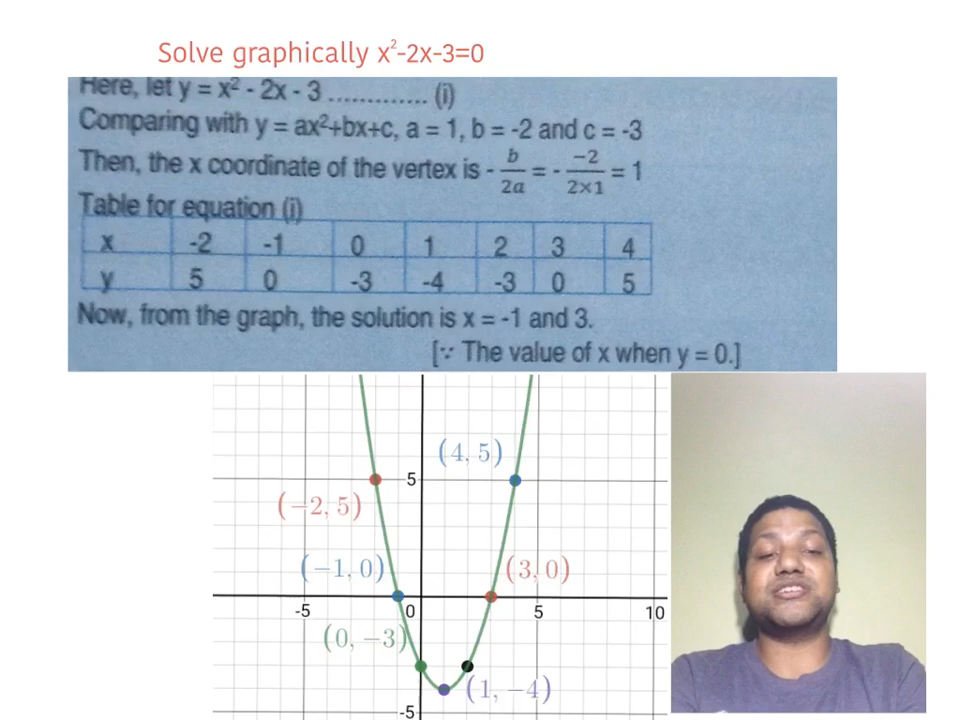 Solve graphically x²-2x-3=0
Here, let y = x² - 2x - 3 ............. (i)
Comparing with y = ax²+bx+c, a = 1, b = -2 and c = -3
Then, the x coordinate of the vertex is - b/2a = - -2/2×1 = 1
Table for equation (i)
x -2 -1 0 1 2 3 4
y 5 0 -3 -4 -3 0 5
Now, from the graph, the solution is x = -1 and 3.
[∵ The value of x when y = 0.]
(4, 5)
5
(-2, 5)
(-1, 0)
(3, 0)
-5 0 5 10
(0, -3)
(1, -4)
-5